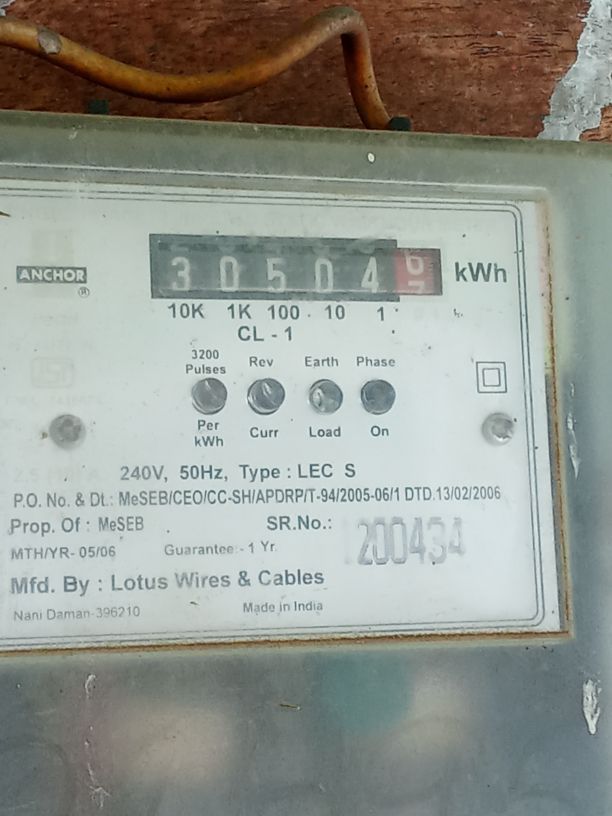 30504 6
7
kWh
ANCHOR
®
10K 1K 100 10 1
CL - 1
3200
Pulses Rev Earth Phase
Per
kWh Curr Load On
240V, 50Hz, Type : LEC S
P.O. No. & Dt.: MeSEB/CEO/CC-SH/APDRP/T-94/2005-06/1 DTD.13/02/2006
Prop. Of : MeSEB SR.No.: 200434
MTH/YR- 05/06 Guarantee:- 1 Yr.
Mfd. By : Lotus Wires & Cables
Nani Daman-396210 Made in India